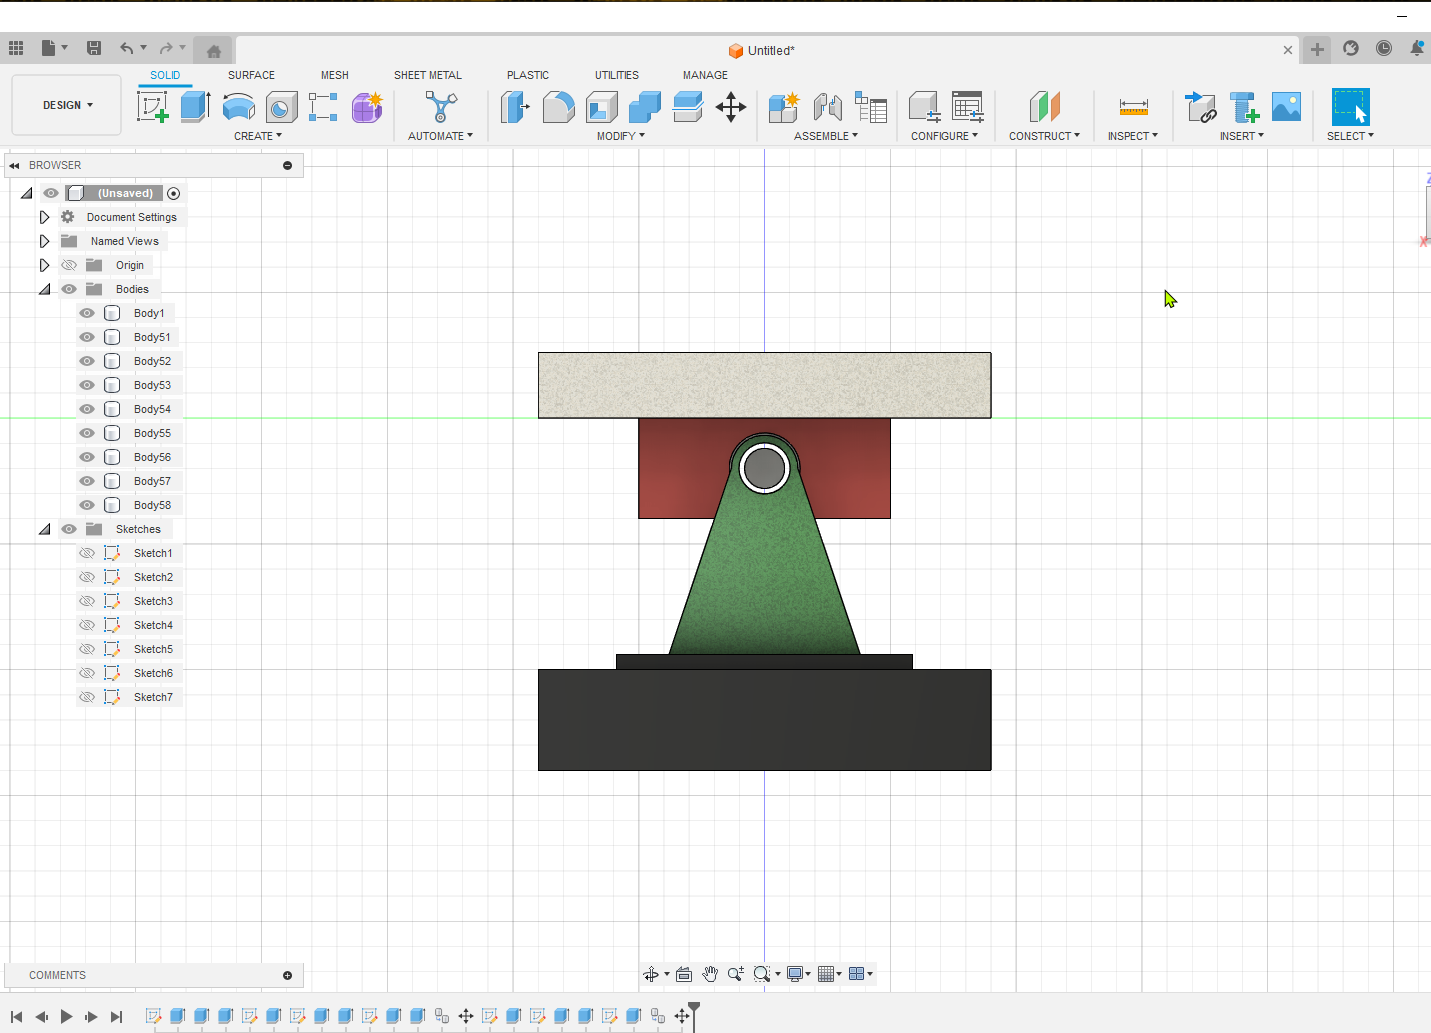 Untitled*
DESIGN
SOLID SURFACE MESH SHEET METAL PLASTIC UTILITIES MANAGE
CREATE AUTOMATE MODIFY ASSEMBLE CONFIGURE CONSTRUCT INSPECT INSERT SELECT
BROWSER
(Unsaved)
Document Settings
Named Views
Origin
Bodies
Body1
Body51
Body52
Body53
Body54
Body55
Body56
Body57
Body58
Sketches
Sketch1
Sketch2
Sketch3
Sketch4
Sketch5
Sketch6
Sketch7
Z
X
COMMENTS